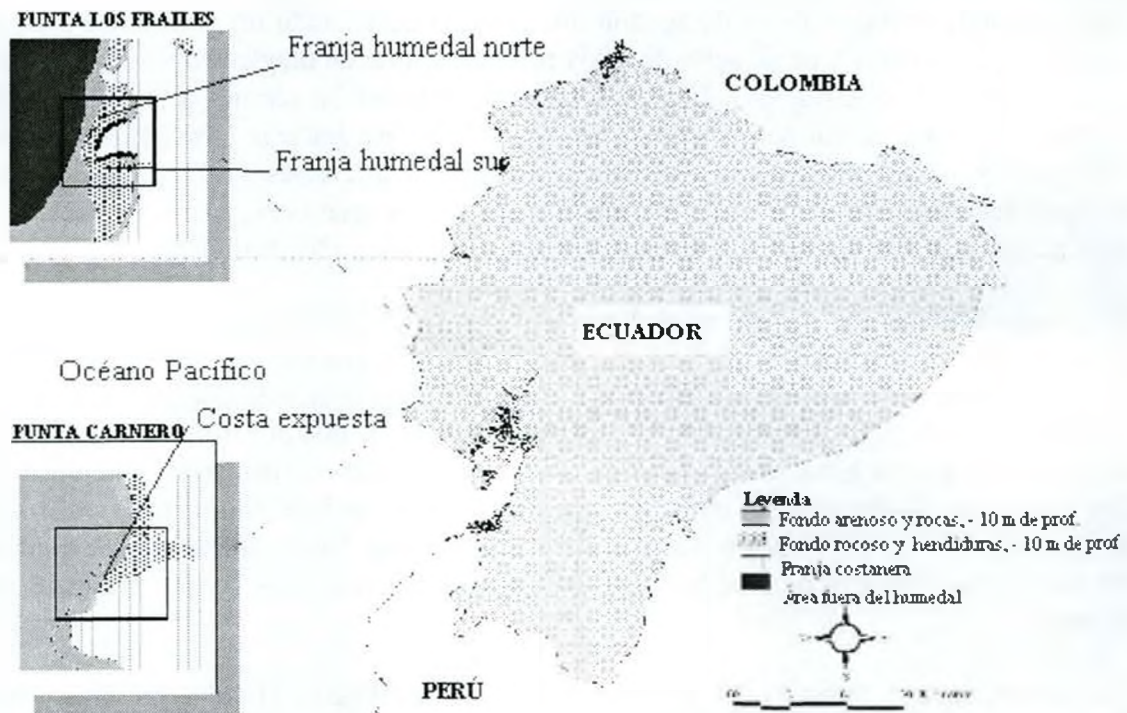 PUNTA LOS FRAILES
Franja humedal norte
Franja humedal sur
COLOMBIA
ECUADOR
Océano Pacífico
Costa expuesta
PUNTA CARNERO
PERÚ
Leyenda
Fondo arenoso y rocas, - 10 m de prof.
Fondo rocoso y hendiduras, - 10 m de prof
Franja costanera
Area fuera del humedal